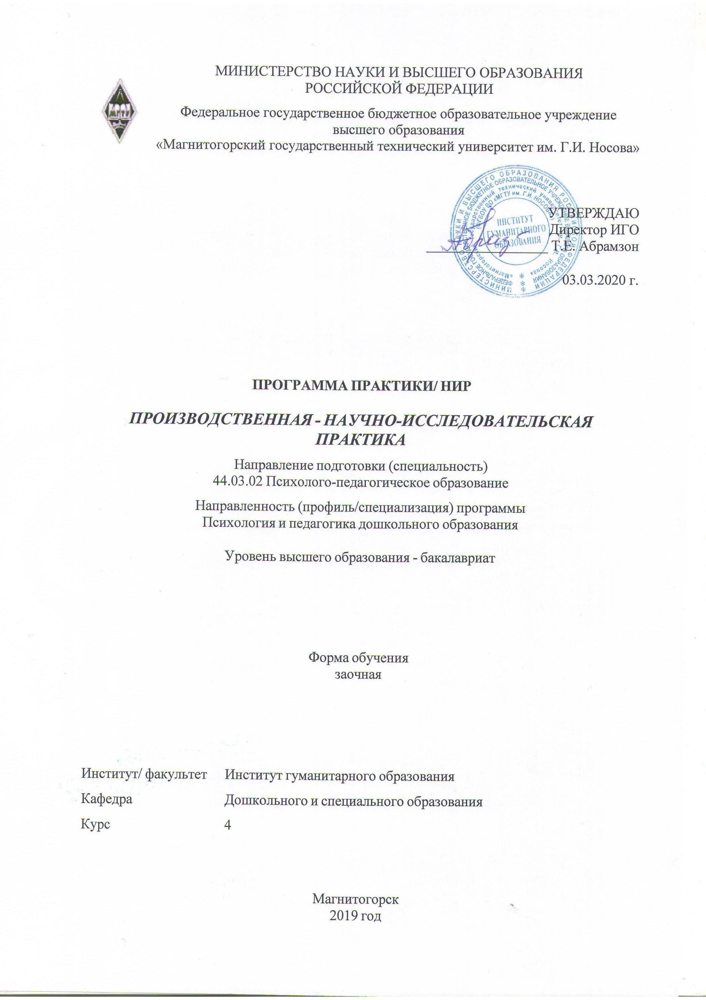 МИНИСТЕРСТВО НАУКИ И ВЫСШЕГО ОБРАЗОВАНИЯ
РОССИЙСКОЙ ФЕДЕРАЦИИ
МГТУ
Федеральное государственное бюджетное образовательное учреждение
высшего образования
«Магнитогорский государственный технический университет им. Г.И. Носова»
МИНИСТЕРСТВО НАУКИ И ВЫСШЕГО ОБРАЗОВАНИЯ РОССИЙСКОЙ ФЕДЕРАЦИИ
ФЕДЕРАЛЬНОЕ ГОСУДАРСТВЕННОЕ БЮДЖЕТНОЕ ОБРАЗОВАТЕЛЬНОЕ УЧРЕЖДЕНИЕ ВЫСШЕГО ОБРАЗОВАНИЯ
«Магнитогорский государственный технический университет им. Г.И. Носова»
(ФГБОУ ВО «МГТУ им. Г.И. НОСОВА»)
ИНСТИТУТ
ГУМАНИТАРНОГО
ОБРАЗОВАНИЯ
УТВЕРЖДАЮ
Директор ИГО
Т.Е. Абрамзон
03.03.2020 г.
ПРОГРАММА ПРАКТИКИ/ НИР
ПРОИЗВОДСТВЕННАЯ - НАУЧНО-ИССЛЕДОВАТЕЛЬСКАЯ
ПРАКТИКА
Направление подготовки (специальность)
44.03.02 Психолого-педагогическое образование
Направленность (профиль/специализация) программы
Психология и педагогика дошкольного образования
Уровень высшего образования - бакалавриат
Форма обучения
заочная
Институт/ факультет Институт гуманитарного образования
Кафедра Дошкольного и специального образования
Курс 4
Магнитогорск
2019 год